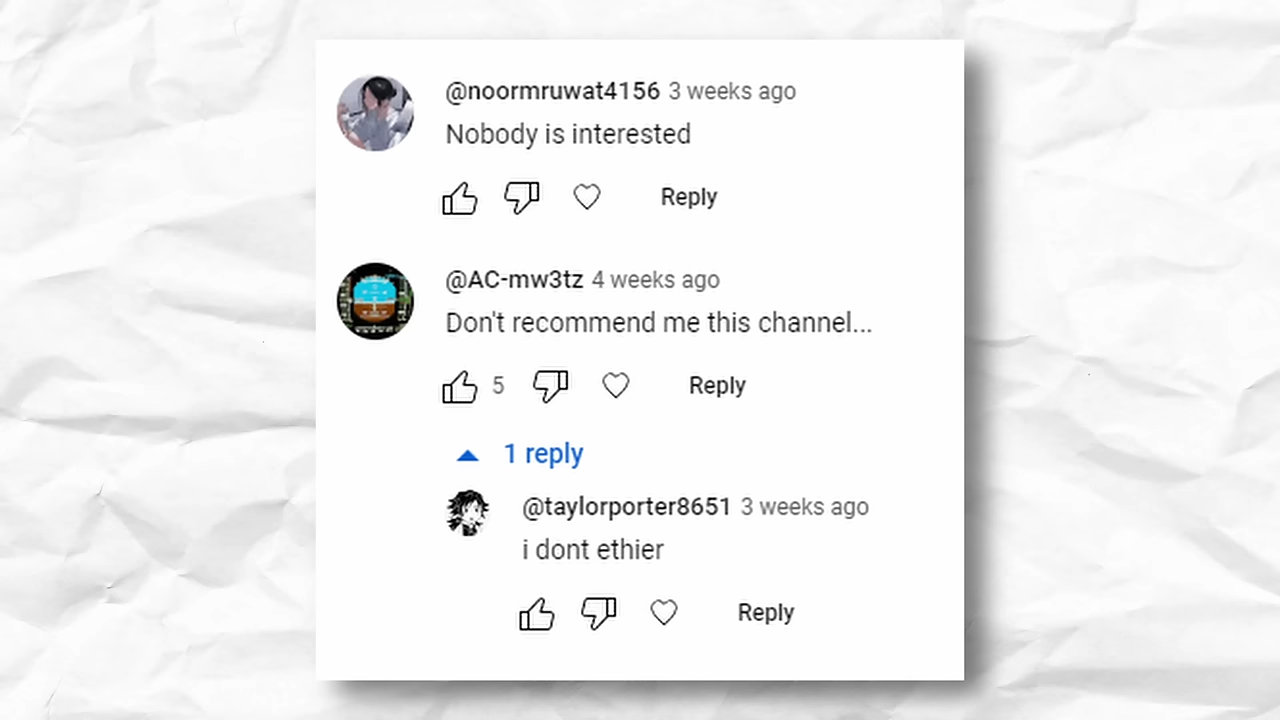 @noormruwat4156 3 weeks ago
Nobody is interested
Reply
@AC-mw3tz 4 weeks ago
Don't recommend me this channel...
5 Reply
1 reply
@taylorporter8651 3 weeks ago
i dont ethier
Reply